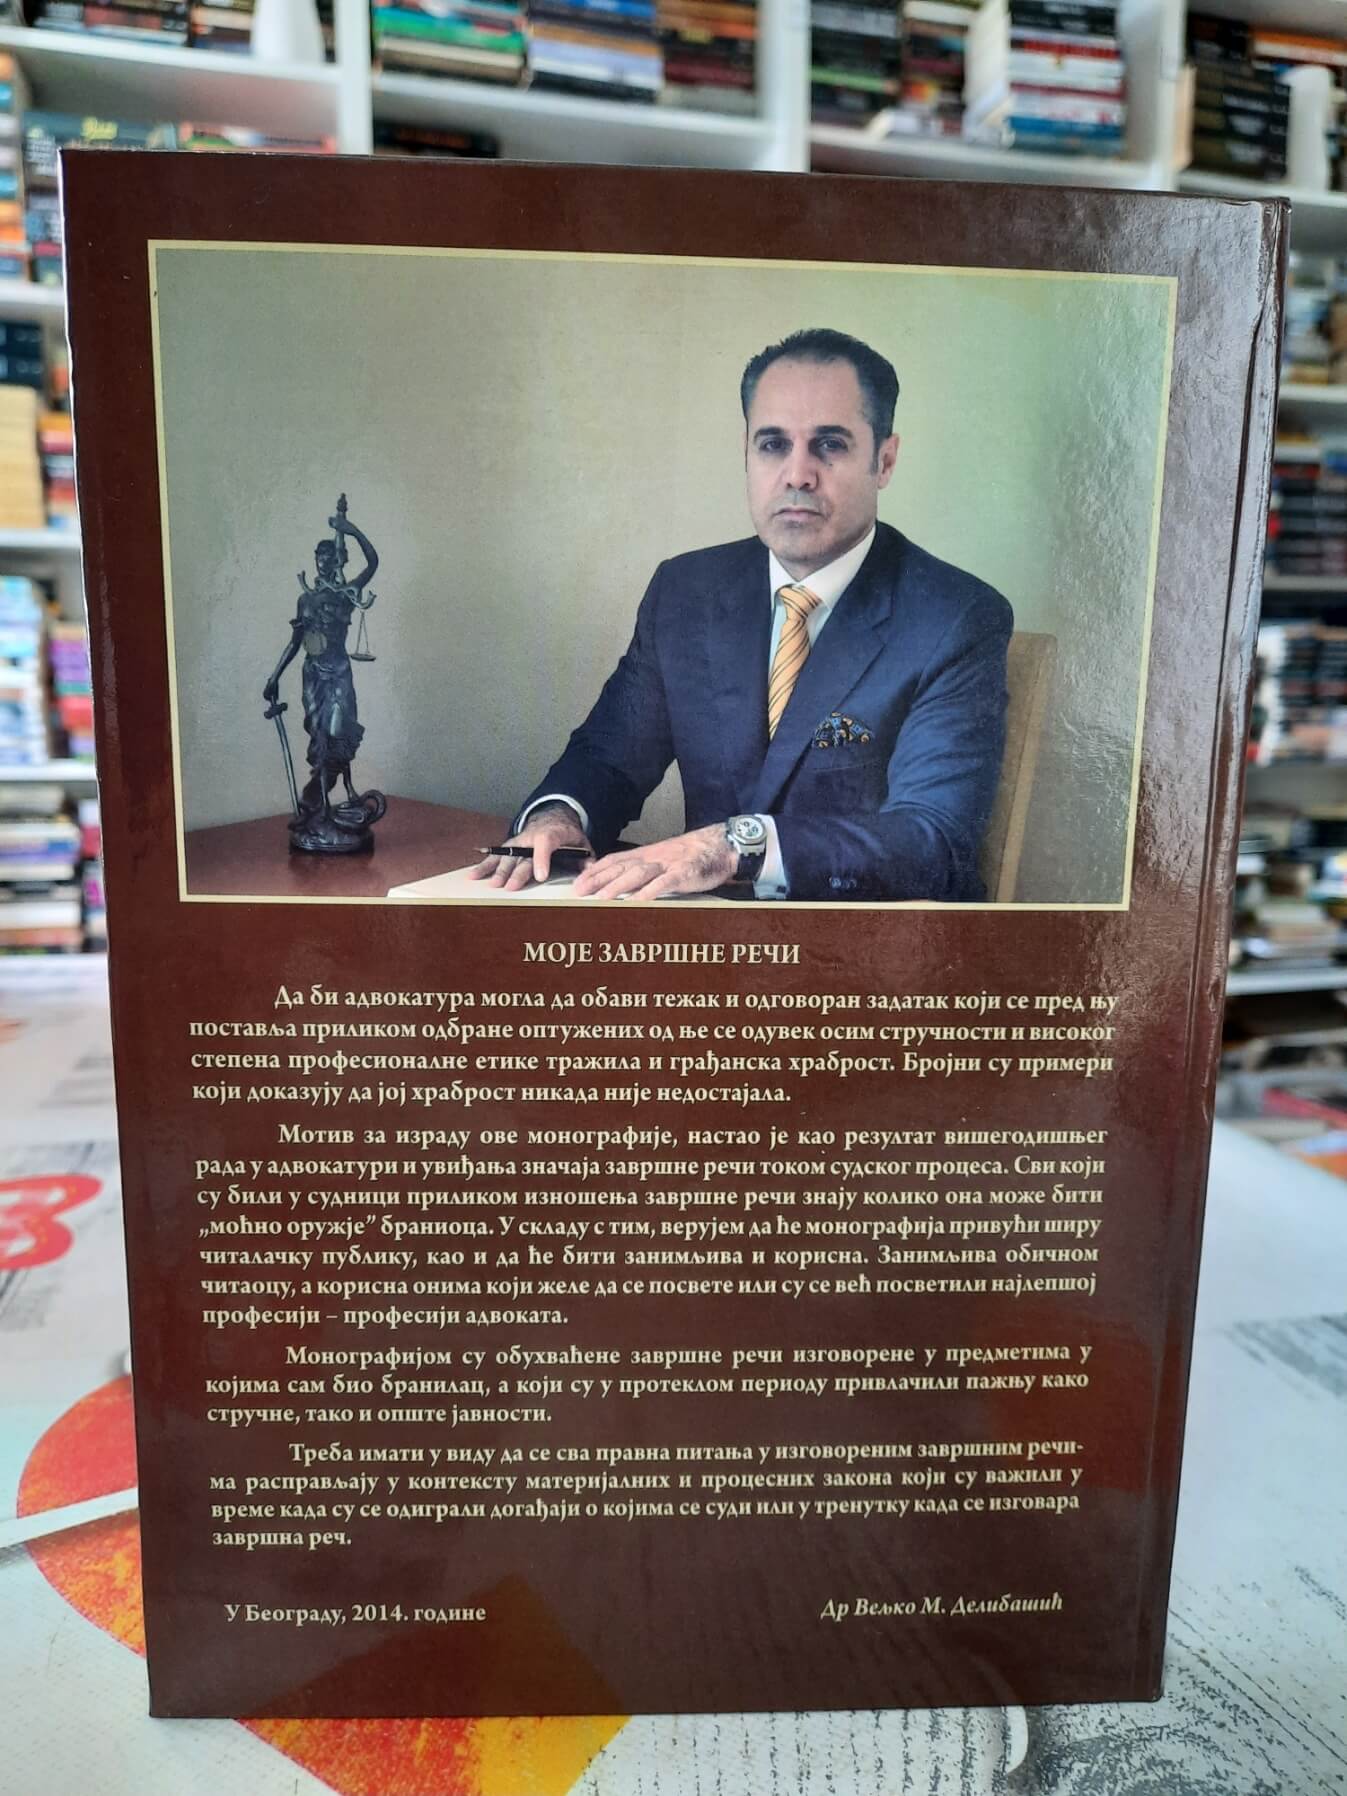 МОЈЕ ЗАВРШНЕ РЕЧИ
Да би адвокатура могла да обави тежак и одговоран задатак који се пред њу
поставља приликом одбране оптужених од ње се одувек осим стручности и високог
степена професионалне етике тражила и грађанска храброст. Бројни су примери
који доказују да јој храброст никада није недостајала.
Мотив за израду ове монографије, настао је као резултат вишегодишњег
рада у адвокатури и увиђања значаја завршне речи током судског процеса. Сви који
су били у судници приликом изношења завршне речи знају колико она може бити
„моћно оружје” браниоца. У складу с тим, верујем да ће монографија привући ширу
читалачку публику, као и да ће бити занимљива и корисна. Занимљива обичном
читаоцу, а корисна онима који желе да се посвете или су се већ посветили најлепшој
професији – професији адвоката.
Монографијом су обухваћене завршне речи изговорене у предметима у
којима сам био бранилац, а који су у протеклом периоду привлачили пажњу како
стручне, тако и опште јавности.
Треба имати у виду да се сва правна питања у изговореним завршним речи-
ма расправљају у контексту материјалних и процесних закона који су важили у
време када су се одиграли догађаји о којима се суди или у тренутку када се изговара
завршна реч.
У Београду, 2014. године
Др Вељко М. Делибашић